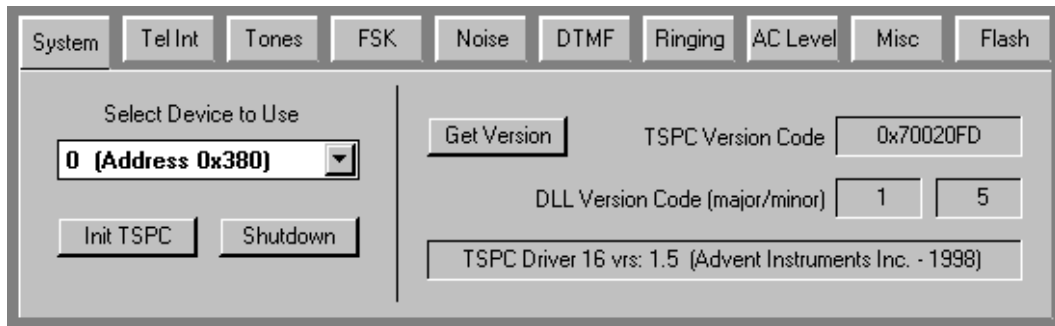 System Tel Int Tones FSK Noise DTMF Ringing AC Level Misc Flash
Select Device to Use
0 (Address 0x380)
Init TSPC Shutdown
Get Version TSPC Version Code 0x70020FD
DLL Version Code (major/minor) 1 5
TSPC Driver 16 vrs: 1.5 (Advent Instruments Inc. - 1998)